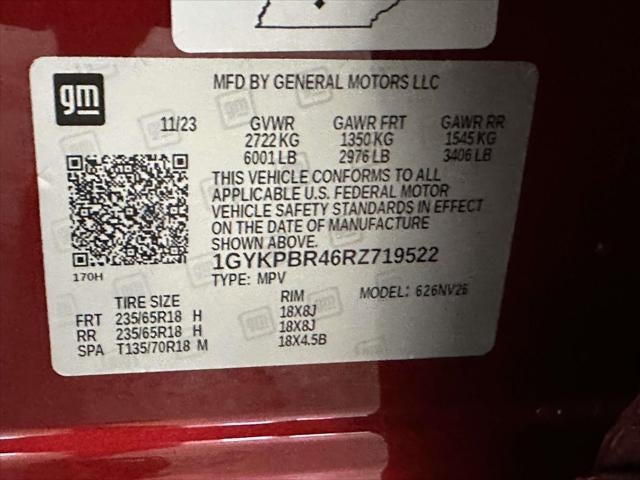 gm
MFD BY GENERAL MOTORS LLC
11/23 GVWR GAWR FRT GAWR RR
2722 KG 1350 KG 1545 KG
6001 LB 2976 LB 3406 LB
THIS VEHICLE CONFORMS TO ALL
APPLICABLE U.S. FEDERAL MOTOR
VEHICLE SAFETY STANDARDS IN EFFECT
ON THE DATE OF MANUFACTURE
SHOWN ABOVE.
170H
1GYKPBR46RZ719522
TYPE: MPV
MODEL: 626NV26
TIRE SIZE RIM
FRT 235/65R18 H 18X8J
RR 235/65R18 H 18X8J
SPA T135/70R18 M 18X4.5B